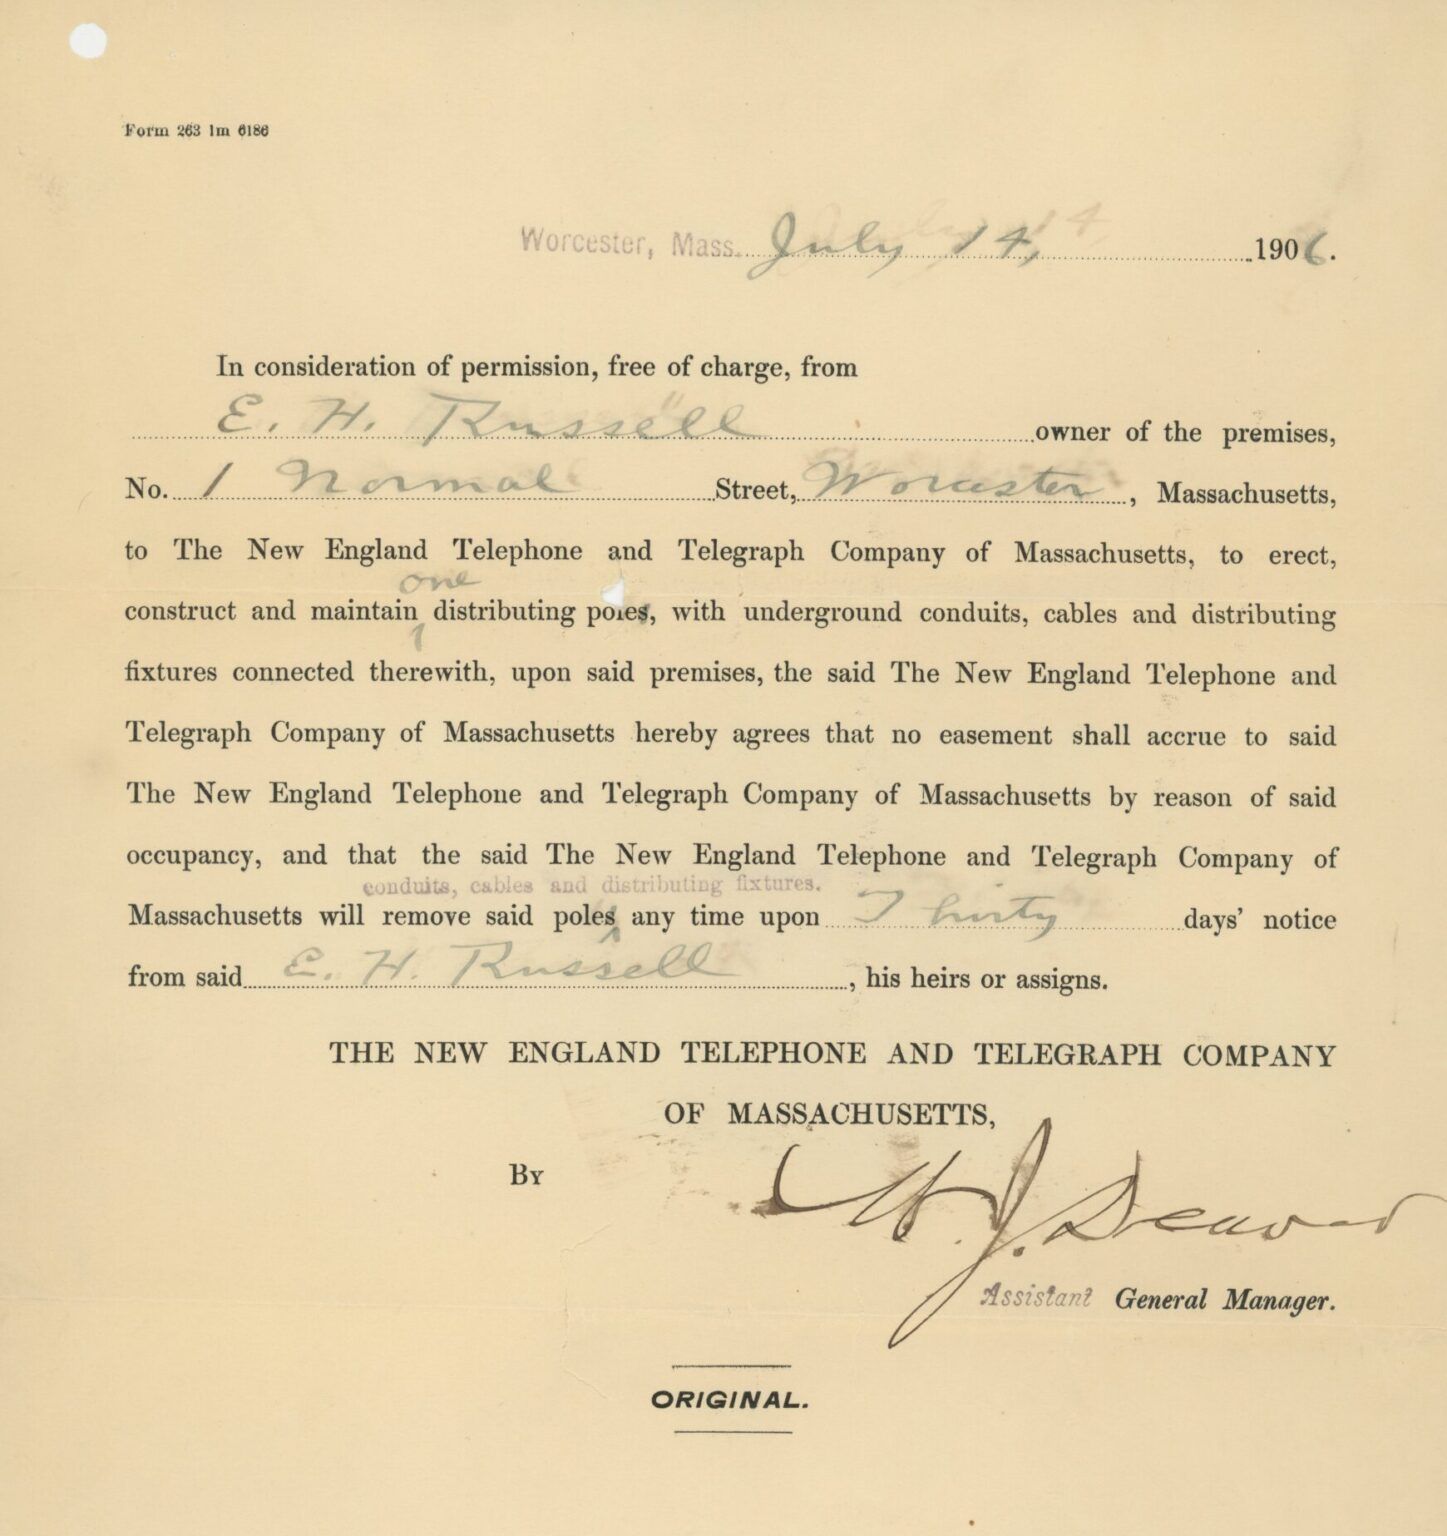 Form 263 1m 6186
Worcester, Mass. July 14, 1906.
In consideration of permission, free of charge, from
E. H. Russell owner of the premises,
No. 1 Normal Street, Worcester, Massachusetts,
to The New England Telephone and Telegraph Company of Massachusetts, to erect,
one
construct and maintain distributing poles, with underground conduits, cables and distributing
fixtures connected therewith, upon said premises, the said The New England Telephone and
Telegraph Company of Massachusetts hereby agrees that no easement shall accrue to said
The New England Telephone and Telegraph Company of Massachusetts by reason of said
occupancy, and that the said The New England Telephone and Telegraph Company of
conduits, cables and distributing fixtures.
Massachusetts will remove said poles any time upon Thirty days' notice
from said E. H. Russell, his heirs or assigns.
THE NEW ENGLAND TELEPHONE AND TELEGRAPH COMPANY
OF MASSACHUSETTS,
By
Assistant General Manager.
ORIGINAL.